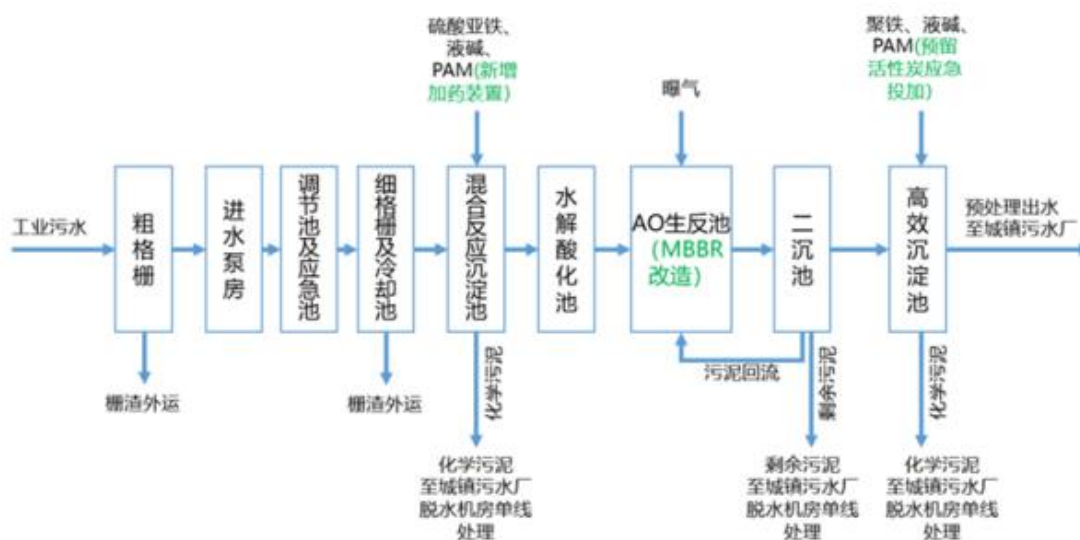 硫酸亚铁、
液碱、
PAM(新增
加药装置)
曝气
聚铁、液碱、
PAM(预留
活性炭应急
投加)
工业污水
粗格栅
进水泵房
调节池及应急池
细格栅及冷却池
混合反应沉淀池
水解酸化池
AO生反池
(MBBR
改造)
二沉池
高效沉淀池
预处理出水
至城镇污水厂
栅渣外运
栅渣外运
化学污泥
污泥回流
剩余污泥
化学污泥
化学污泥
至城镇污水厂
脱水机房单线
处理
剩余污泥
至城镇污水厂
脱水机房单线
处理
化学污泥
至城镇污水厂
脱水机房单线
处理